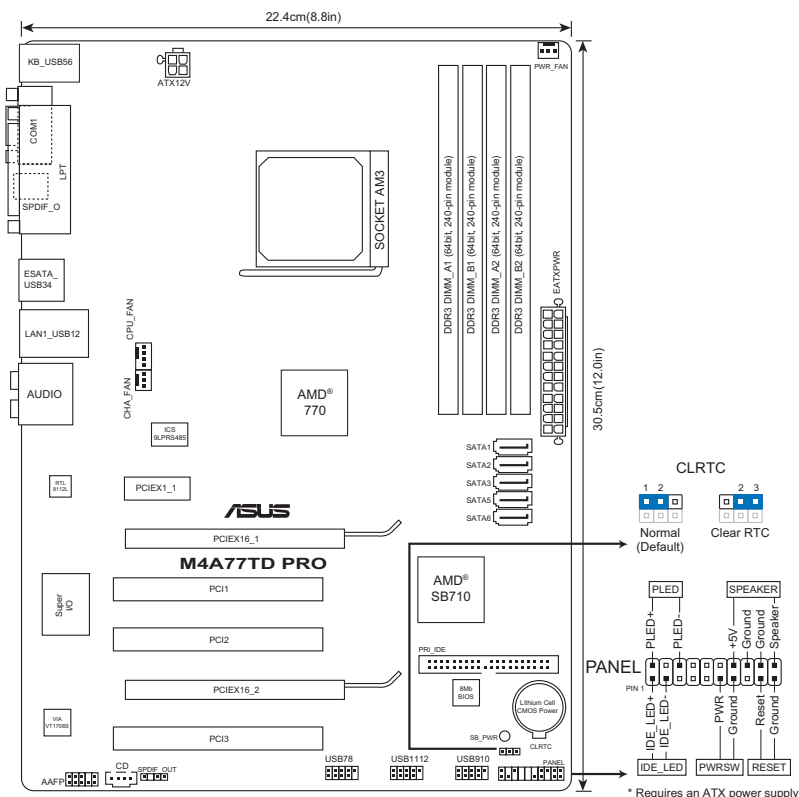 22.4cm(8.8in)
KB_USB56
ATX12V
PWR_FAN
COM1
LPT
SPDIF_O
SOCKET AM3
DDR3 DIMM_A1 (64bit, 240-pin module)
DDR3 DIMM_B1 (64bit, 240-pin module)
DDR3 DIMM_A2 (64bit, 240-pin module)
DDR3 DIMM_B2 (64bit, 240-pin module)
EATXPWR
30.5cm(12.0in)
ESATA_
USB34
LAN1_USB12
CPU_FAN
CHA_FAN
AUDIO
AMD®
770
ICS
9LPRS485
SATA1
SATA2
SATA3
SATA5
SATA6
RTL
8112L
PCIEX1_1
ASUS
PCIEX16_1
M4A77TD PRO
PCI1
Super
I/O
PCI2
PCIEX16_2
VIA
VT1708S
PCI3
AMD®
SB710
PRI_IDE
8Mb
BIOS
Lithium Cell
CMOS Power
SB_PWR
CLRTC
AAFP
CD
SPDIF_OUT
USB78
USB1112
USB910
PANEL
CLRTC
1 2
2 3
Normal
(Default)
Clear RTC
PLED
SPEAKER
PLED+
PLED-
+5V
Ground
Ground
Speaker
PANEL
PIN 1
IDE_LED+
IDE_LED-
PWR
Ground
Reset
Ground
IDE_LED
PWRSW
RESET
* Requires an ATX power supply